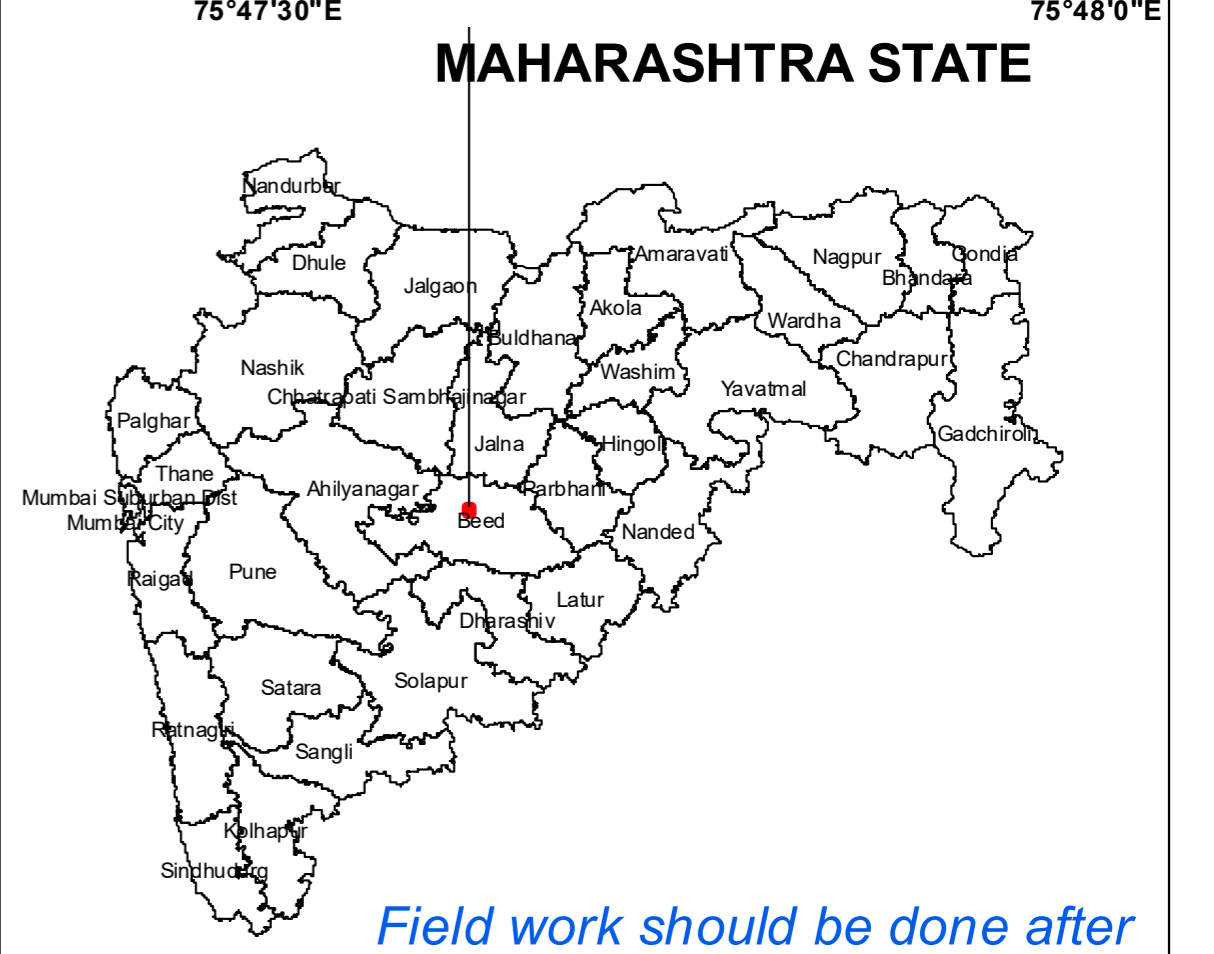 75°47'30"E 75°48'0"E
MAHARASHTRA STATE
Nandurbar
Dhule
Jalgaon
Amaravati
Nagpur
Gondia
Bhandara
Akola
Wardha
Buldhana
Nashik
Washim
Chandrapur
Yavatmal
Chhatrapati Sambhajinagar
Palghar
Jalna
Hingoli
Gadchiroli
Thane
Ahilyanagar
Parbhani
Mumbai Suburban Dist
Mumbai City
Beed
Nanded
Raigad
Pune
Latur
Dharashiv
Satara
Solapur
Ratnagiri
Sangli
Kolhapur
Sindhudurg
Field work should be done after